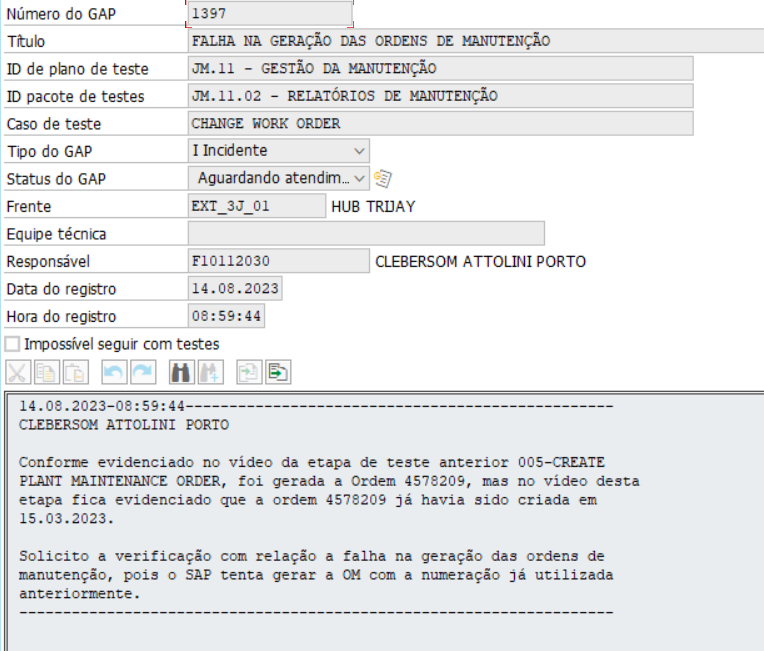 Número do GAP 1397
Título FALHA NA GERAÇÃO DAS ORDENS DE MANUTENÇÃO
ID de plano de teste JM.11 - GESTÃO DA MANUTENÇÃO
ID pacote de testes JM.11.02 - RELATÓRIOS DE MANUTENÇÃO
Caso de teste CHANGE WORK ORDER
Tipo do GAP I Incidente
Status do GAP Aguardando atendim...
Frente EXT_3J_01 HUB TRIJAY
Equipe técnica
Responsável F10112030 CLEBERSOM ATTOLINI PORTO
Data do registro 14.08.2023
Hora do registro 08:59:44
Impossível seguir com testes
14.08.2023-08:59:44--------------------------------------------------
CLEBERSOM ATTOLINI PORTO
Conforme evidenciado no vídeo da etapa de teste anterior 005-CREATE
PLANT MAINTENANCE ORDER, foi gerada a Ordem 4578209, mas no vídeo desta
etapa fica evidenciado que a ordem 4578209 já havia sido criada em
15.03.2023.
Solicito a verificação com relação a falha na geração das ordens de
manutenção, pois o SAP tenta gerar a OM com a numeração já utilizada
anteriormente.
---------------------------------------------------------------------